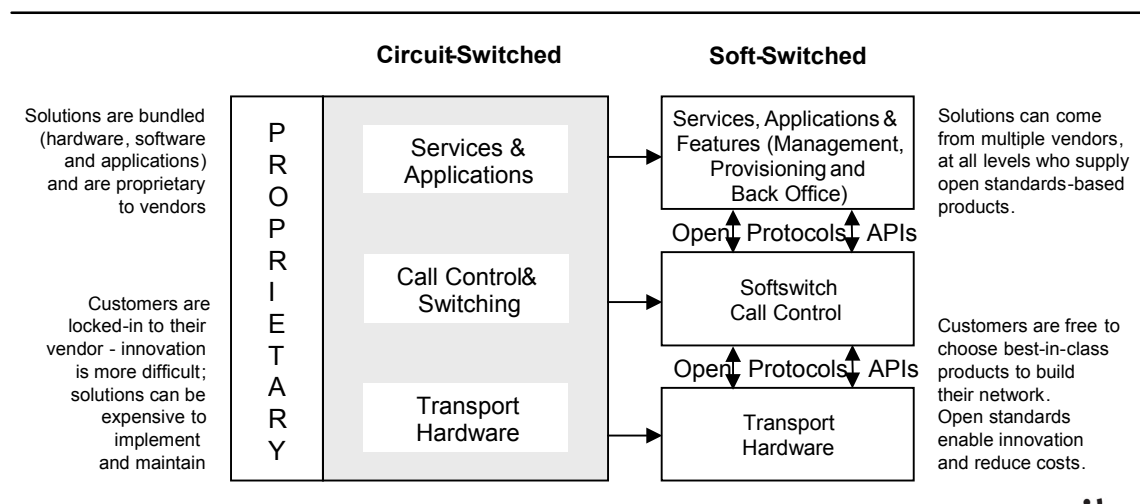 Circuit-Switched
Soft-Switched
Solutions are bundled
(hardware, software
and applications)
and are proprietary
to vendors
Customers are
locked-in to their
vendor - innovation
is more difficult;
solutions can be
expensive to
implement
and maintain
P
R
O
P
R
I
E
T
A
R
Y
Services &
Applications
Call Control&
Switching
Transport
Hardware
Services, Applications &
Features (Management,
Provisioning and
Back Office)
Open Protocols APIs
Softswitch
Call Control
Open Protocols APIs
Transport
Hardware
Solutions can come
from multiple vendors,
at all levels who supply
open standards-based
products.
Customers are free to
choose best-in-class
products to build
their network.
Open standards
enable innovation
and reduce costs.